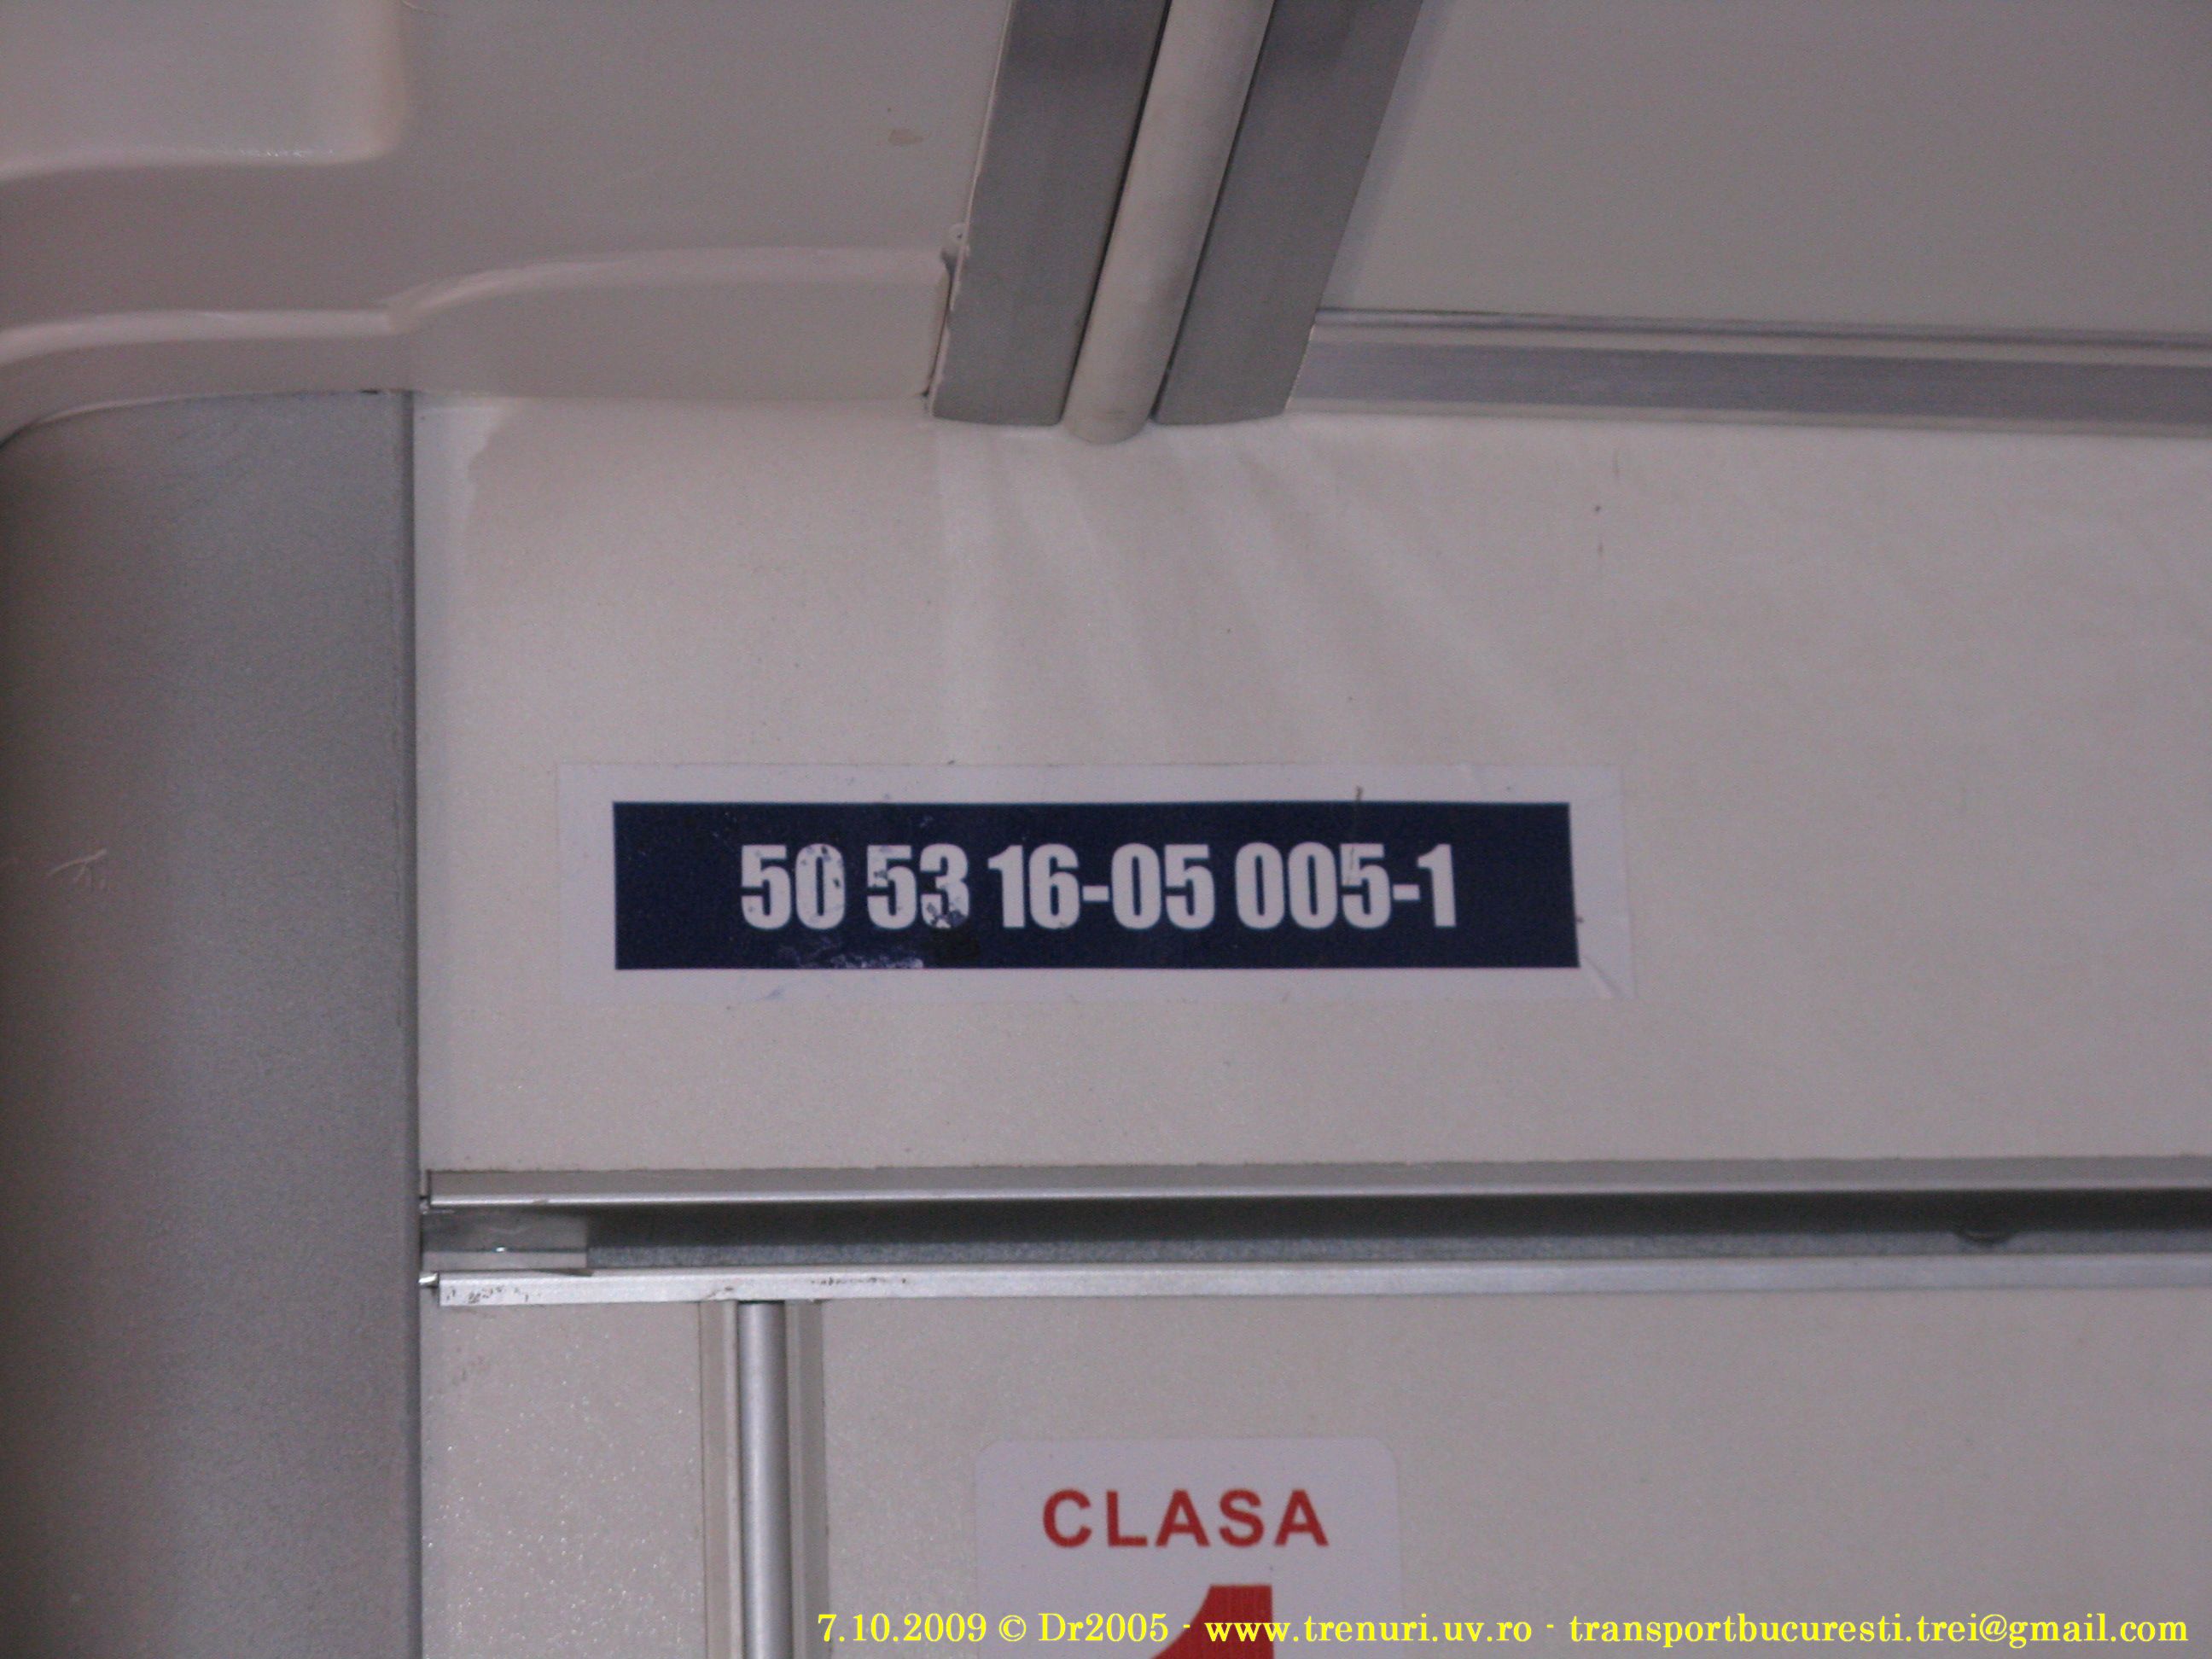 50 53 16-05 005-1
CLASA
1
7.10.2009 © Dr2005 - www.trenuri.uv.ro - transportbucuresti.trei@gmail.com